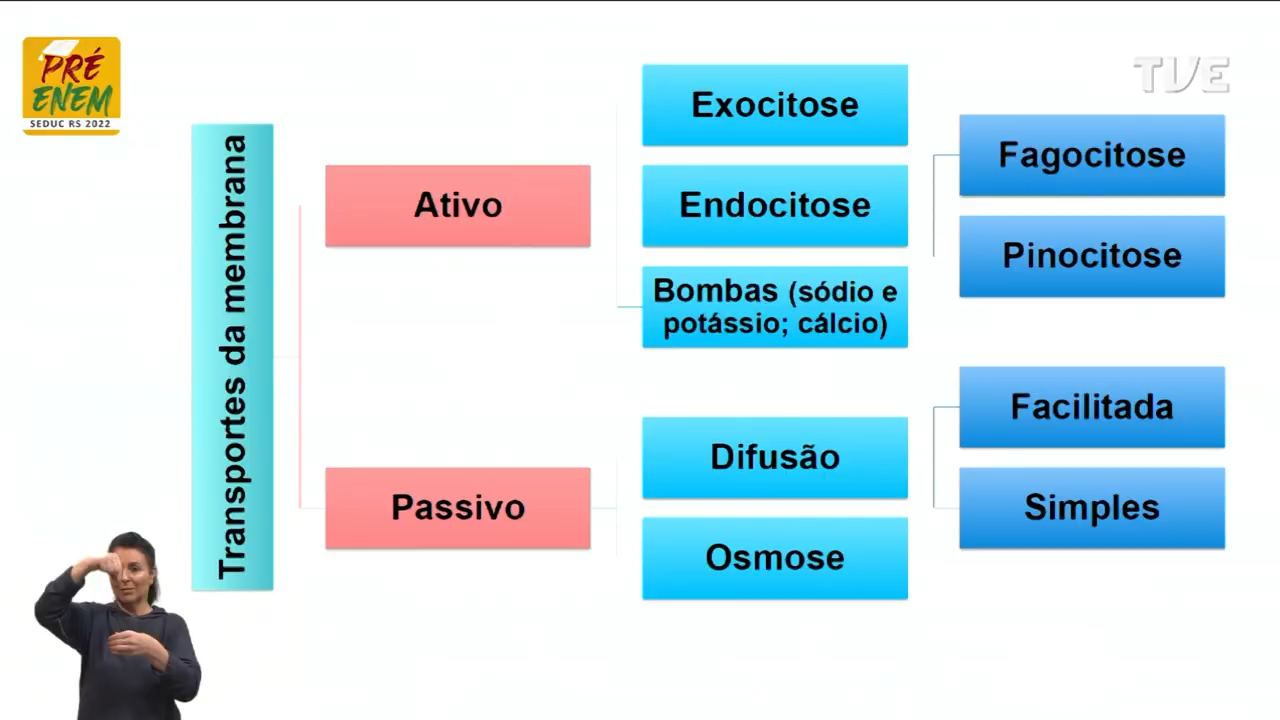 PRÉ
ENEM
SEDUC RS 2022
TVE
Transportes da membrana
Ativo
Exocitose
Endocitose
Fagocitose
Pinocitose
Bombas (sódio e
potássio; cálcio)
Passivo
Difusão
Facilitada
Simples
Osmose